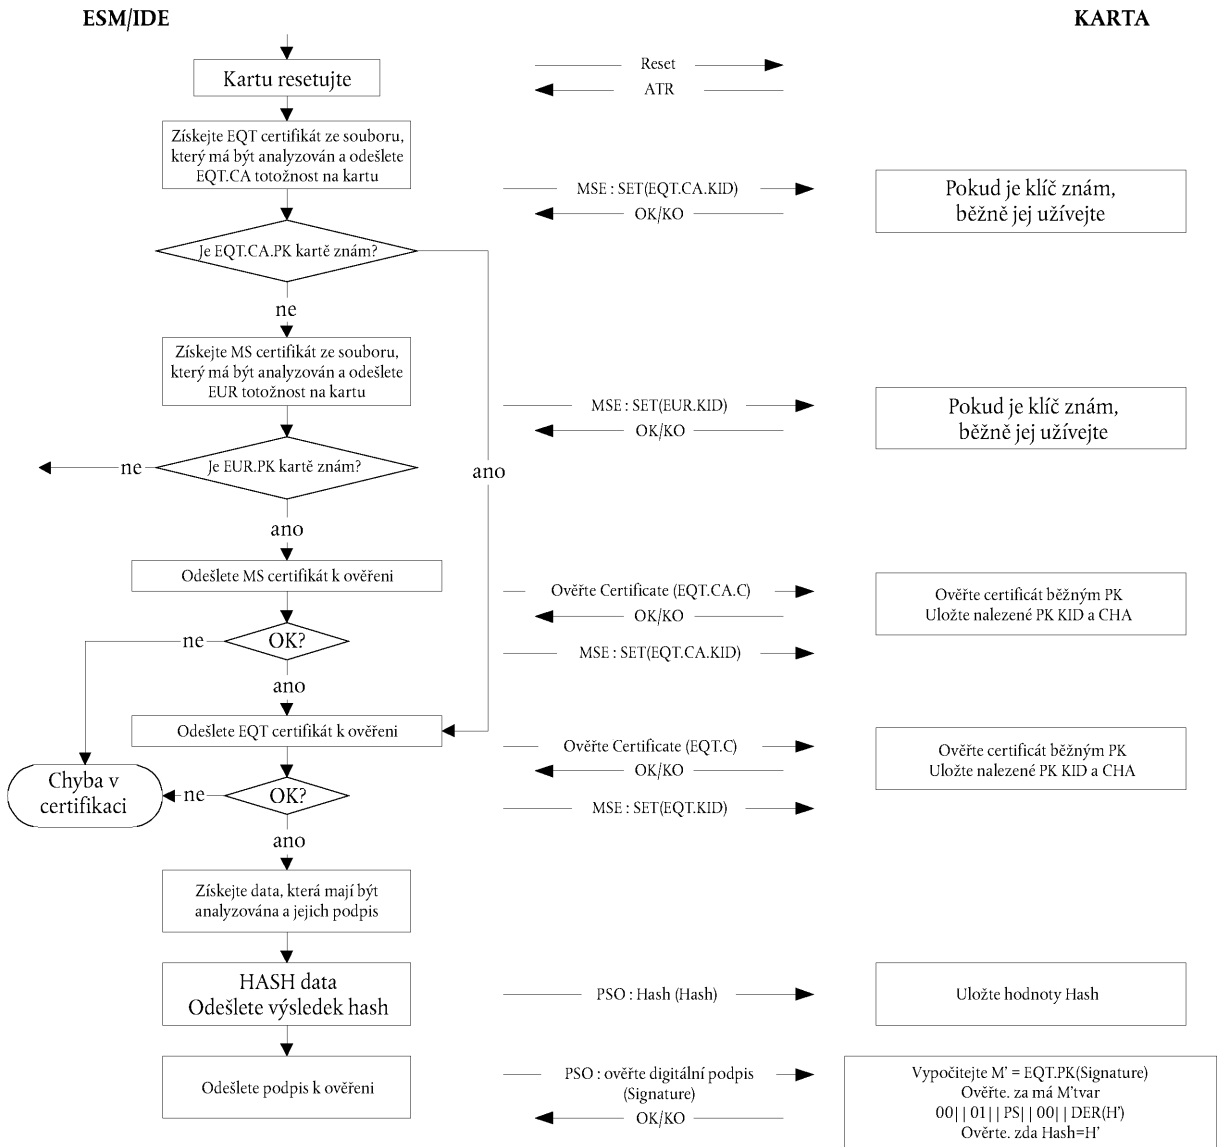 ESM/IDE
KARTA
Kartu resetujte
Reset
ATR
Získejte EQT certifikát ze souboru,
který má být analyzován a odešlete
EQT.CA totožnost na kartu
MSE : SET(EQT.CA.KID)
OK/KO
Pokud je klíč znám,
běžně jej užívejte
Je EQT.CA.PK kartě znám?
ne
Získejte MS certifikát ze souboru,
který má být analyzován a odešlete
EUR totožnost na kartu
MSE : SET(EUR.KID)
OK/KO
Pokud je klíč znám,
běžně jej užívejte
ne
Je EUR.PK kartě znám?
ano
ano
Odešlete MS certifikát k ověřeni
Ověřte Certificate (EQT.CA.C)
OK/KO
Ověřte certificát běžným PK
Uložte nalezené PK KID a CHA
ne
OK?
MSE : SET(EQT.CA.KID)
ano
Odešlete EQT certifikát k ověřeni
Ověřte Certificate (EQT.C)
OK/KO
Ověřte certificát běžným PK
Uložte nalezené PK KID a CHA
Chyba v
certifikaci
ne
OK?
MSE : SET(EQT.KID)
ano
Získejte data, která mají být
analyzována a jejich podpis
HASH data
Odešlete výsledek hash
PSO : Hash (Hash)
Uložte hodnoty Hash
Odešlete podpis k ověřeni
PSO : ověřte digitální podpis
(Signature)
OK/KO
Vypočitejte M' = EQT.PK(Signature)
Ověřte. za má M'tvar
00|| 01|| PS|| 00|| DER(H')
Ověrte. zda Hash=H'